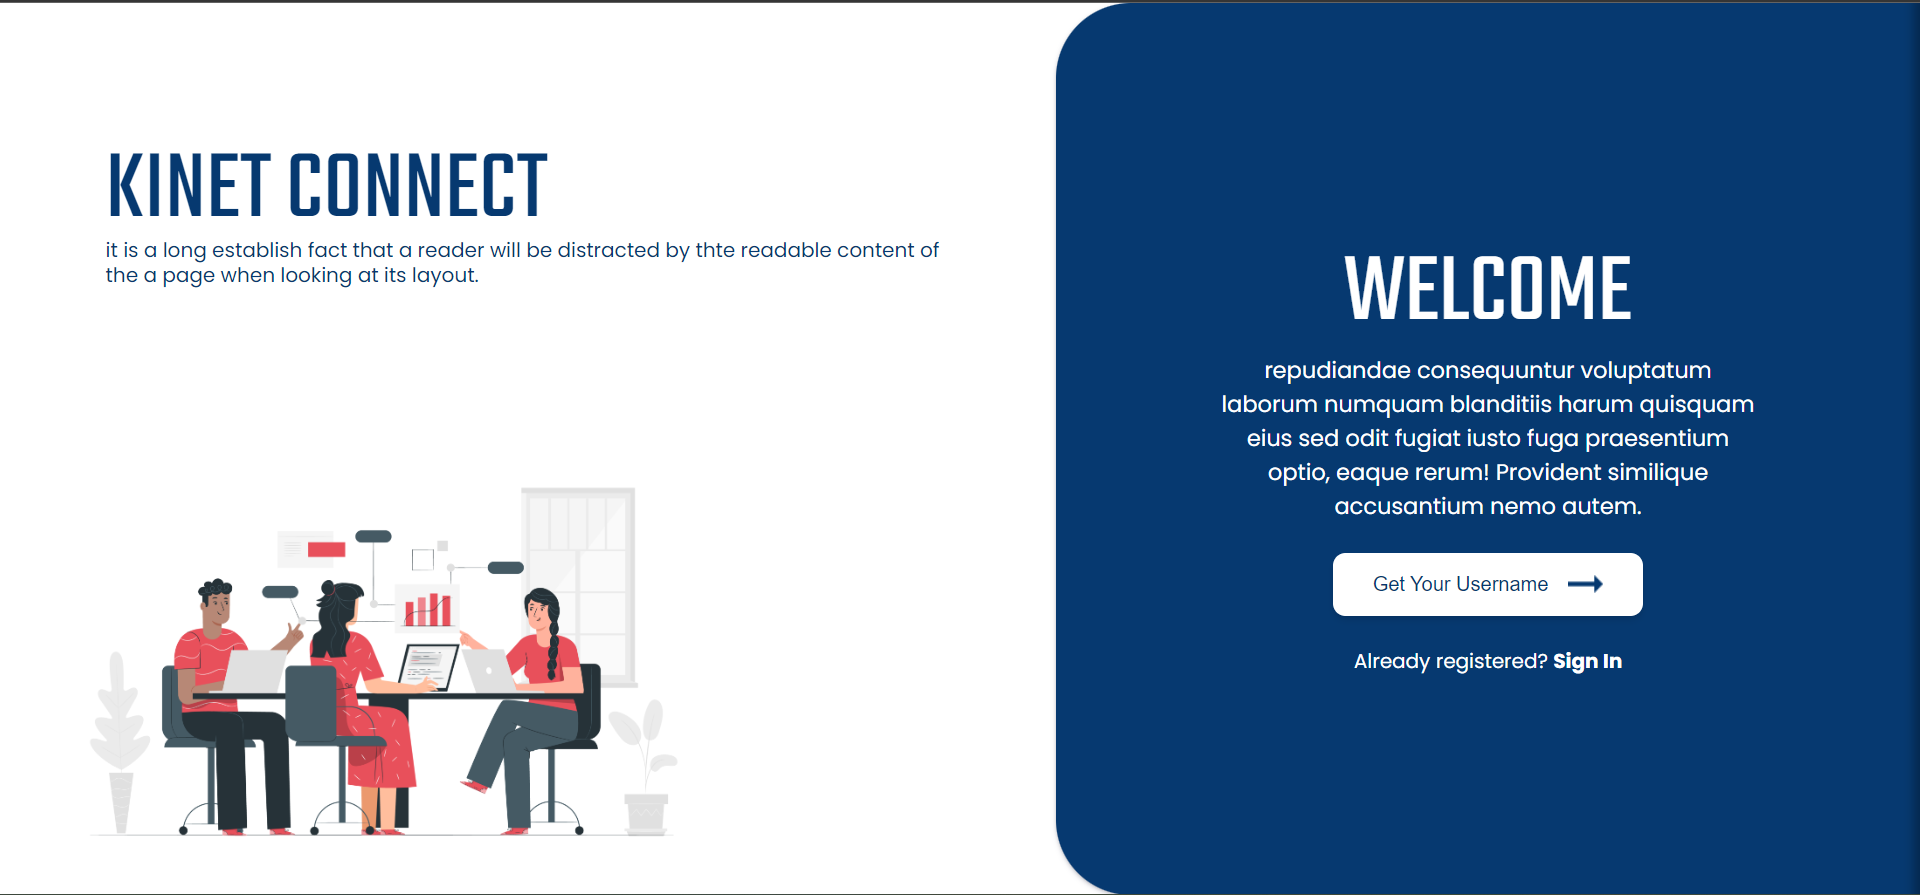 KINET CONNECT
it is a long establish fact that a reader will be distracted by thte readable content of
the a page when looking at its layout.
WELCOME
repudiandae consequuntur voluptatum
laborum numquam blanditiis harum quisquam
eius sed odit fugiat iusto fuga praesentium
optio, eaque rerum! Provident similique
accusantium nemo autem.
Get Your Username
Already registered? Sign In